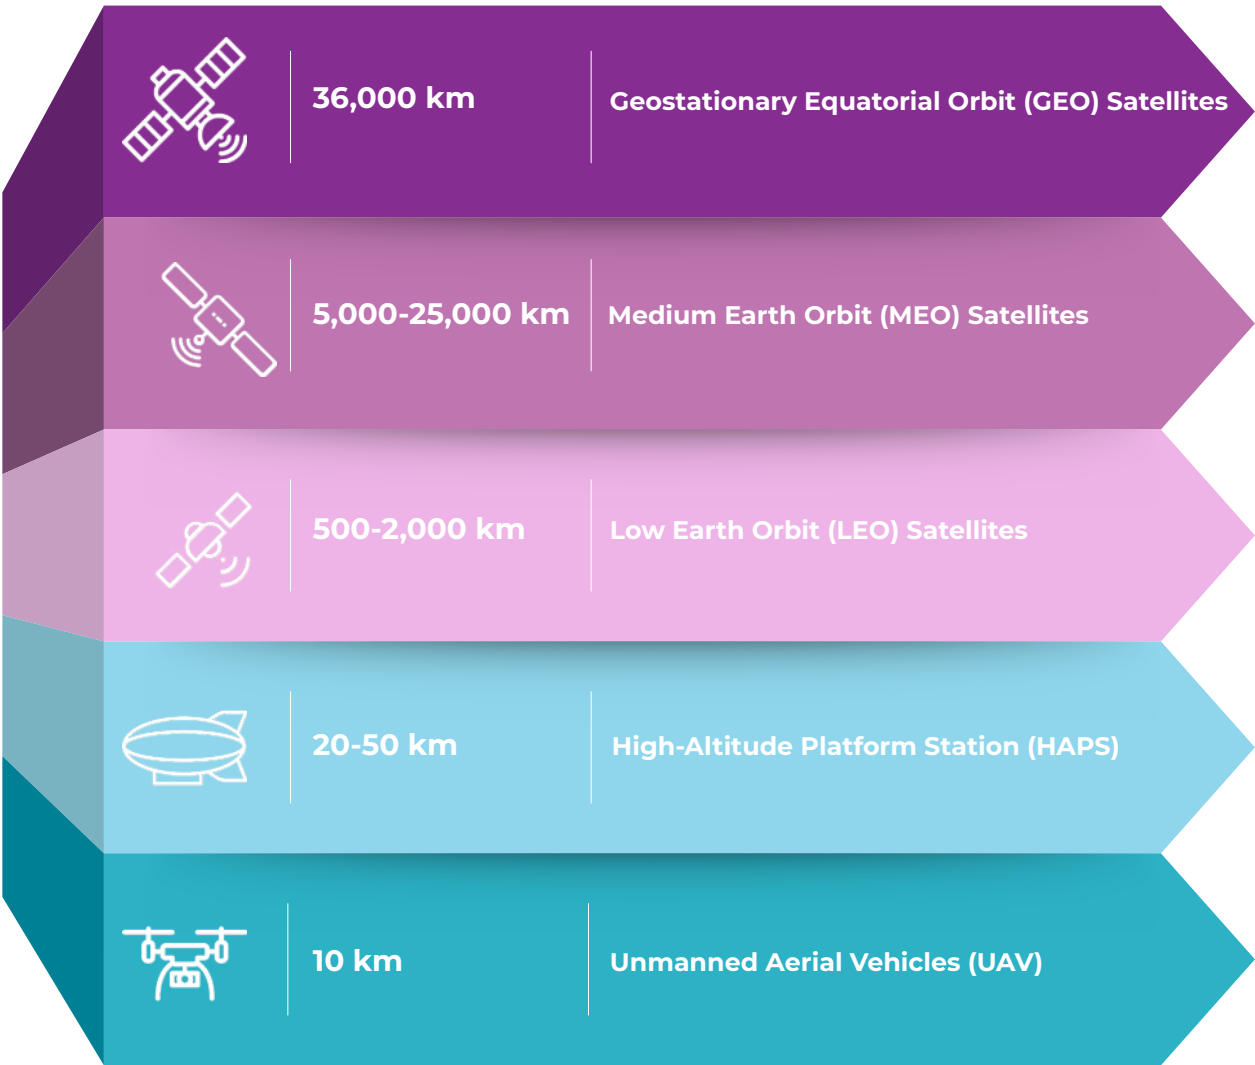 36,000 km
Geostationary Equatorial Orbit (GEO) Satellites
5,000-25,000 km
Medium Earth Orbit (MEO) Satellites
500-2,000 km
Low Earth Orbit (LEO) Satellites
20-50 km
High-Altitude Platform Station (HAPS)
10 km
Unmanned Aerial Vehicles (UAV)